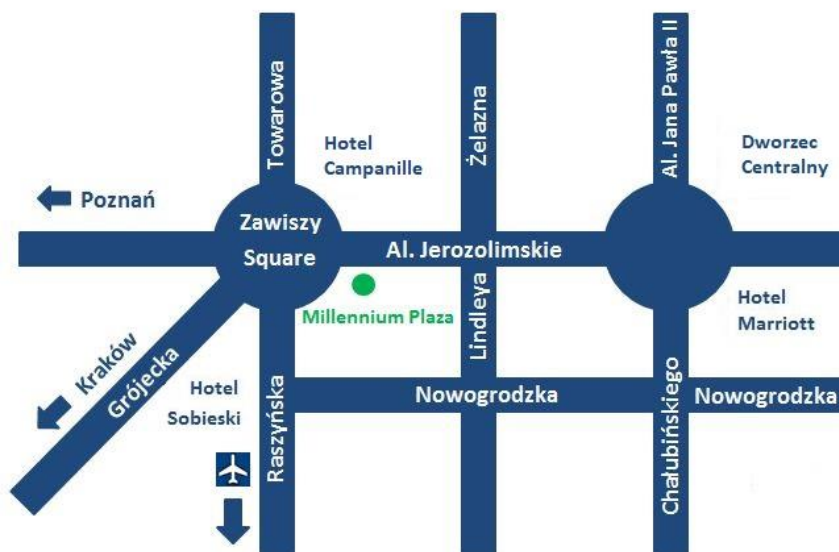 Towarowa
Żelazna
Al. Jana Pawła II
Hotel
Campanille
Dworzec
Centralny
Poznań
Zawiszy
Square
Al. Jerozolimskie
Millennium Plaza
Lindleya
Hotel
Marriott
Kraków
Grójecka
Hotel
Sobieski
Raszyńska
Nowogrodzka
Chałubińskiego
Nowogrodzka